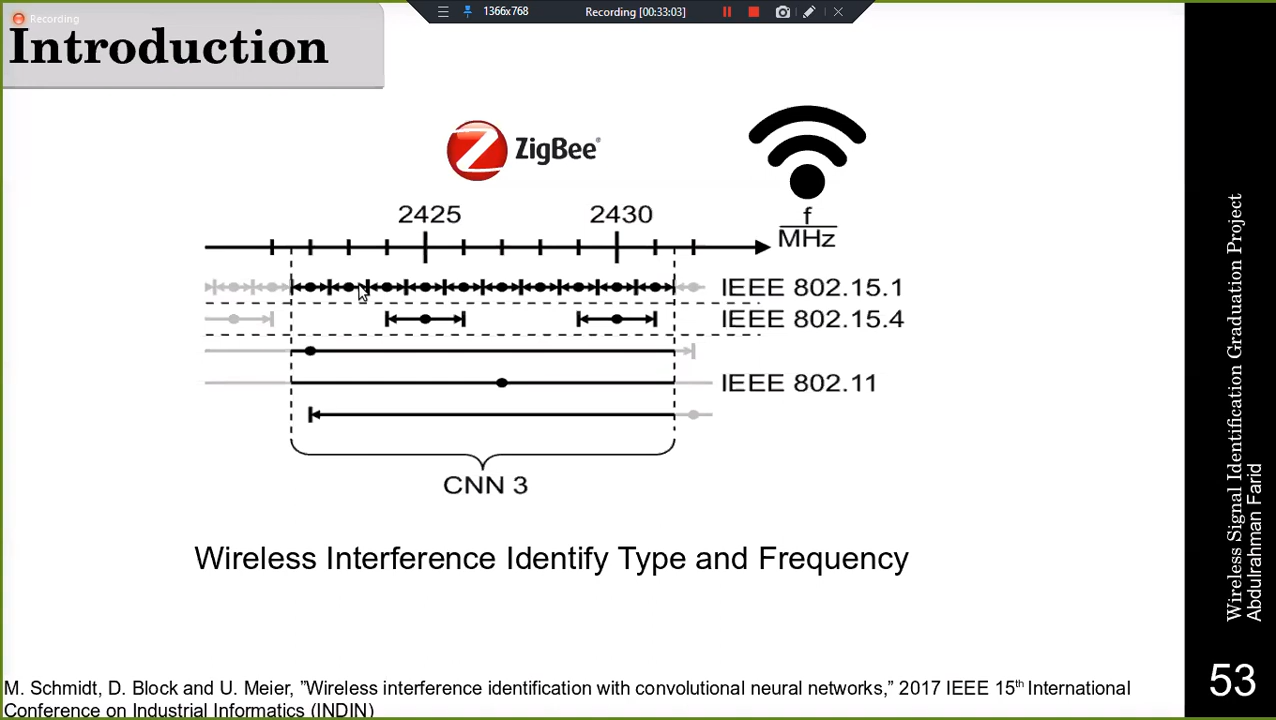 1366x768
Recording [00:33:03]
Recording
Introduction
ZigBee®
2425
2430
f
MHz
IEEE 802.15.1
IEEE 802.15.4
IEEE 802.11
CNN 3
Wireless Interference Identify Type and Frequency
M. Schmidt, D. Block and U. Meier, ”Wireless interference identification with convolutional neural networks,” 2017 IEEE 15th International
Conference on Industrial Informatics (INDIN)
Wireless Signal Identification Graduation Project
Abdulrahman Farid
53